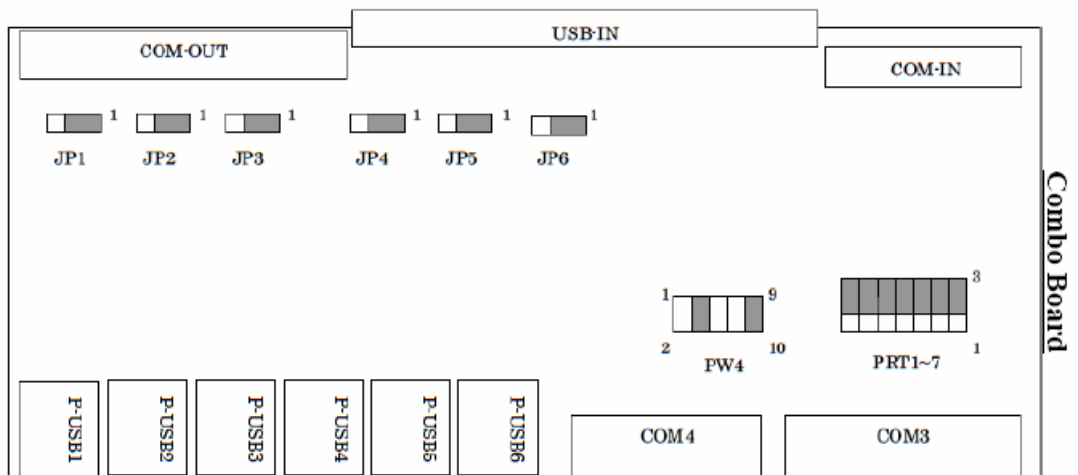 USB-IN
COM-OUT
COM-IN
1 1 1 1 1 1
JP1 JP2 JP3 JP4 JP5 JP6
Combo Board
3
1 9
2 10
1
PW4
PRT1~7
P-USB1
P-USB2
P-USB3
P-USB4
P-USB5
P-USB6
COM4
COM3